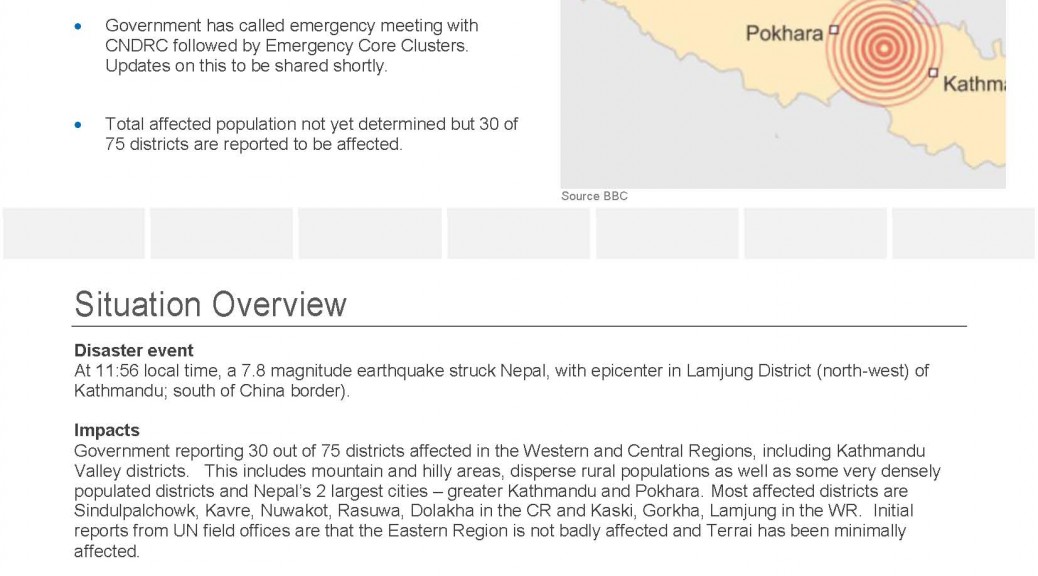 Government has called emergency meeting with
CNDRC followed by Emergency Core Clusters.
Updates on this to be shared shortly.
Total affected population not yet determined but 30 of
75 districts are reported to be affected.
Pokhara
Kathma
Source BBC
Situation Overview
Disaster event
At 11:56 local time, a 7.8 magnitude earthquake struck Nepal, with epicenter in Lamjung District (north-west) of
Kathmandu; south of China border).
Impacts
Government reporting 30 out of 75 districts affected in the Western and Central Regions, including Kathmandu
Valley districts.   This includes mountain and hilly areas, disperse rural populations as well as some very densely
populated districts and Nepal's 2 largest cities – greater Kathmandu and Pokhara. Most affected districts are
Sindulpalchowk, Kavre, Nuwakot, Rasuwa, Dolakha in the CR and Kaski, Gorkha, Lamjung in the WR.  Initial
reports from UN field offices are that the Eastern Region is not badly affected and Terrai has been minimally
affected.